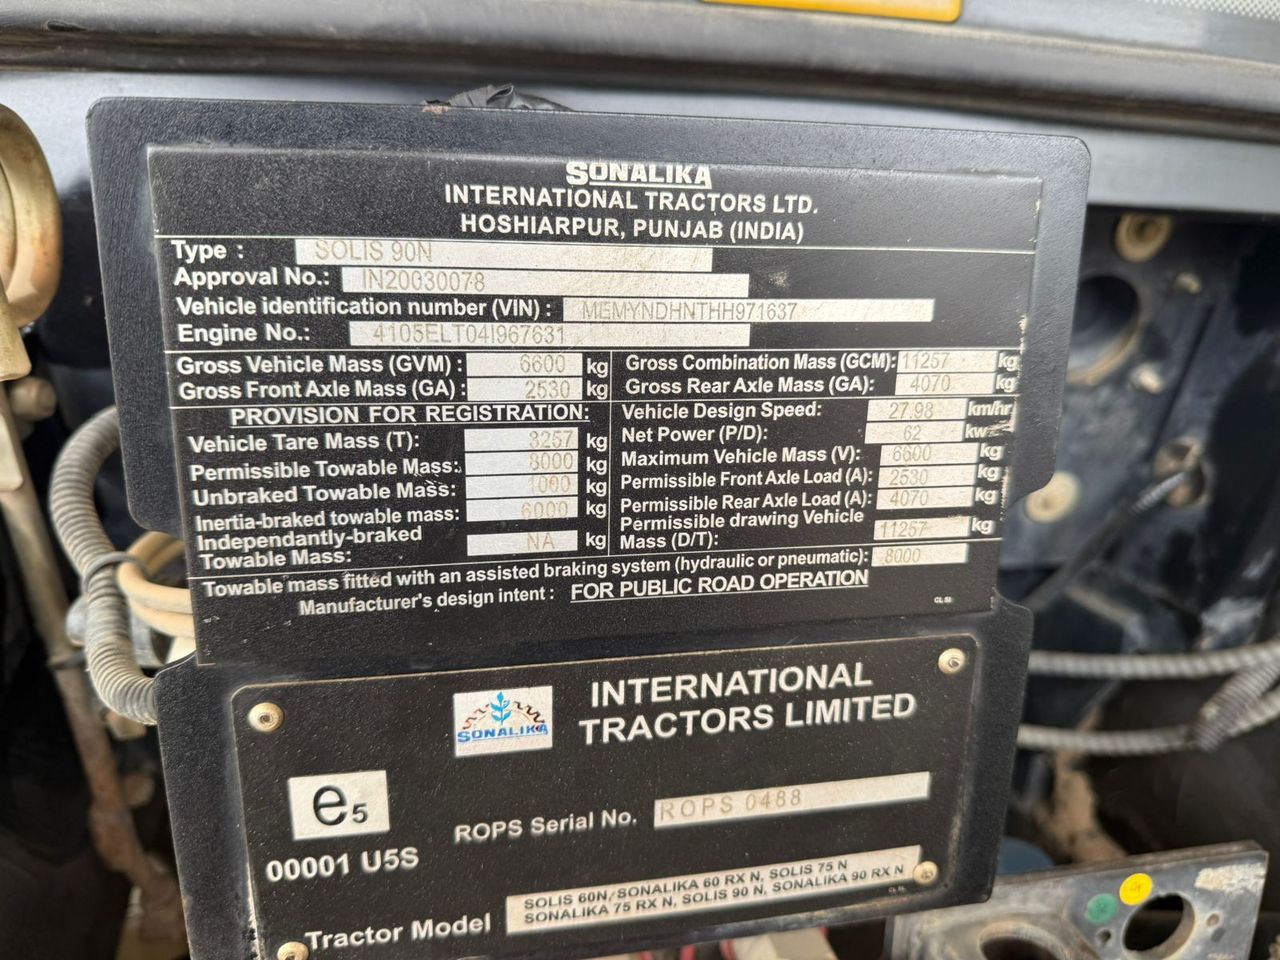 SONALIKA
INTERNATIONAL TRACTORS LTD.
HOSHIARPUR, PUNJAB (INDIA)
Type : SOLIS 90N
Approval No.: IN20030078
Vehicle identification number (VIN) : MEMYNDHNTHH971637
Engine No.: 4105ELT04I967631
Gross Vehicle Mass (GVM) : 6600 kg
Gross Front Axle Mass (GA) : 2530 kg
PROVISION FOR REGISTRATION:
Vehicle Tare Mass (T): 3257 kg
Permissible Towable Mass: 8000 kg
Unbraked Towable Mass: 1000 kg
Inertia-braked towable mass: 6000 kg
Independantly-braked
Towable Mass: NA kg
Gross Combination Mass (GCM): 11257 kg
Gross Rear Axle Mass (GA): 4070 kg
Vehicle Design Speed: 27.98 km/hr
Net Power (P/D): 62 kw
Maximum Vehicle Mass (V): 6600 kg
Permissible Front Axle Load (A): 2530 kg
Permissible Rear Axle Load (A): 4070 kg
Permissible drawing Vehicle
Mass (D/T): 11257 kg
Towable mass fitted with an assisted braking system (hydraulic or pneumatic): 8000
Manufacturer's design intent : FOR PUBLIC ROAD OPERATION
SONALIKA
INTERNATIONAL
TRACTORS LIMITED
e5
00001 U5S
ROPS Serial No. ROPS 0488
Tractor Model
SOLIS 60N/SONALIKA 60 RX N, SOLIS 75 N
SONALIKA 75 RX N, SOLIS 90 N, SONALIKA 90 RX N